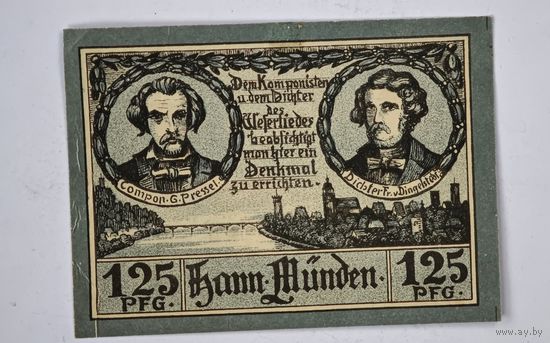 Dem Komponisten
u. dem Dichter
des
Weserliedes
beabsichtigt
man hier ein
Denkmal
zu errichten.
Compon. G. Pressel.
Dichter Fr. v. Dingelstedt.
125
PFG.
Hann. Münden.
125
PFG.
www.ay.by